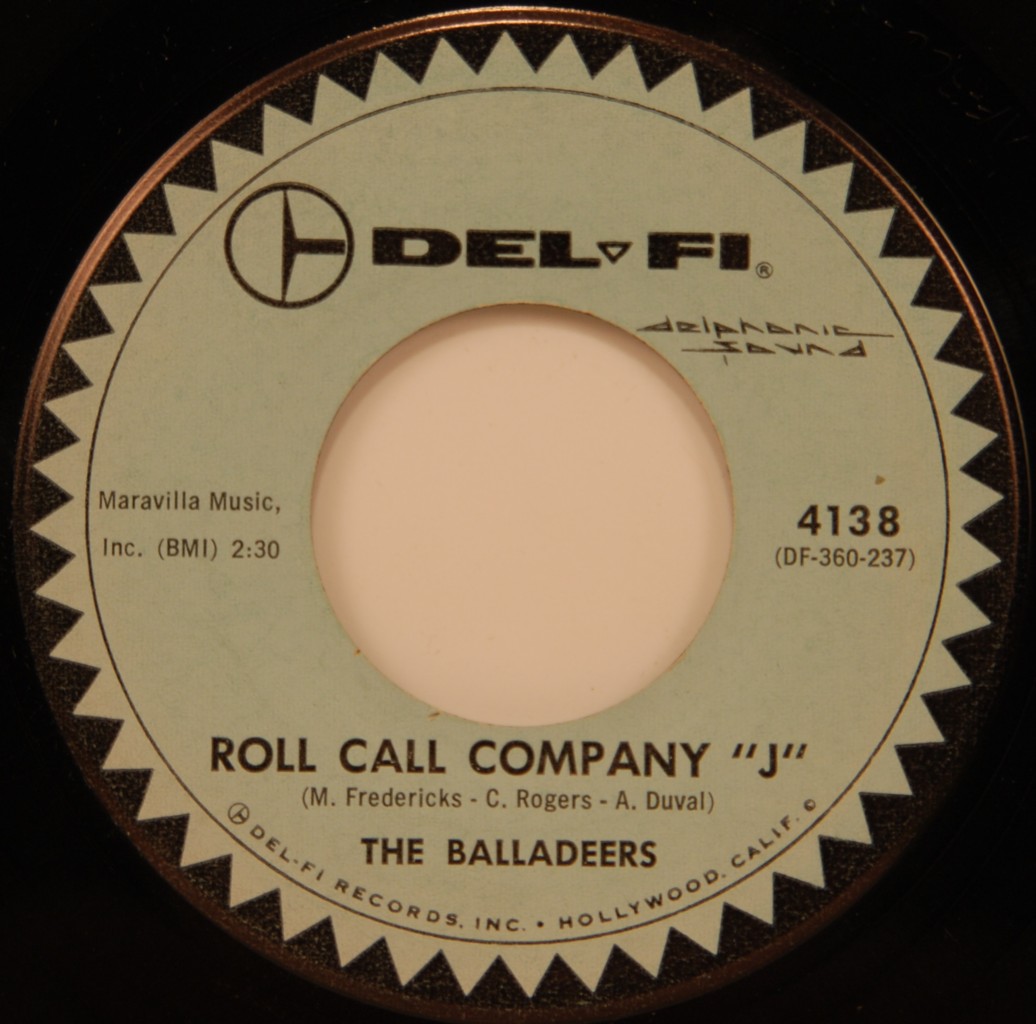 DEL-FI ®
delphonic
sound
Maravilla Music,
Inc. (BMI) 2:30
4138
(DF-360-237)
ROLL CALL COMPANY "J"
(M. Fredericks - C. Rogers - A. Duval)
THE BALLADEERS
DEL-FI RECORDS, INC. • HOLLYWOOD, CALIF. ©